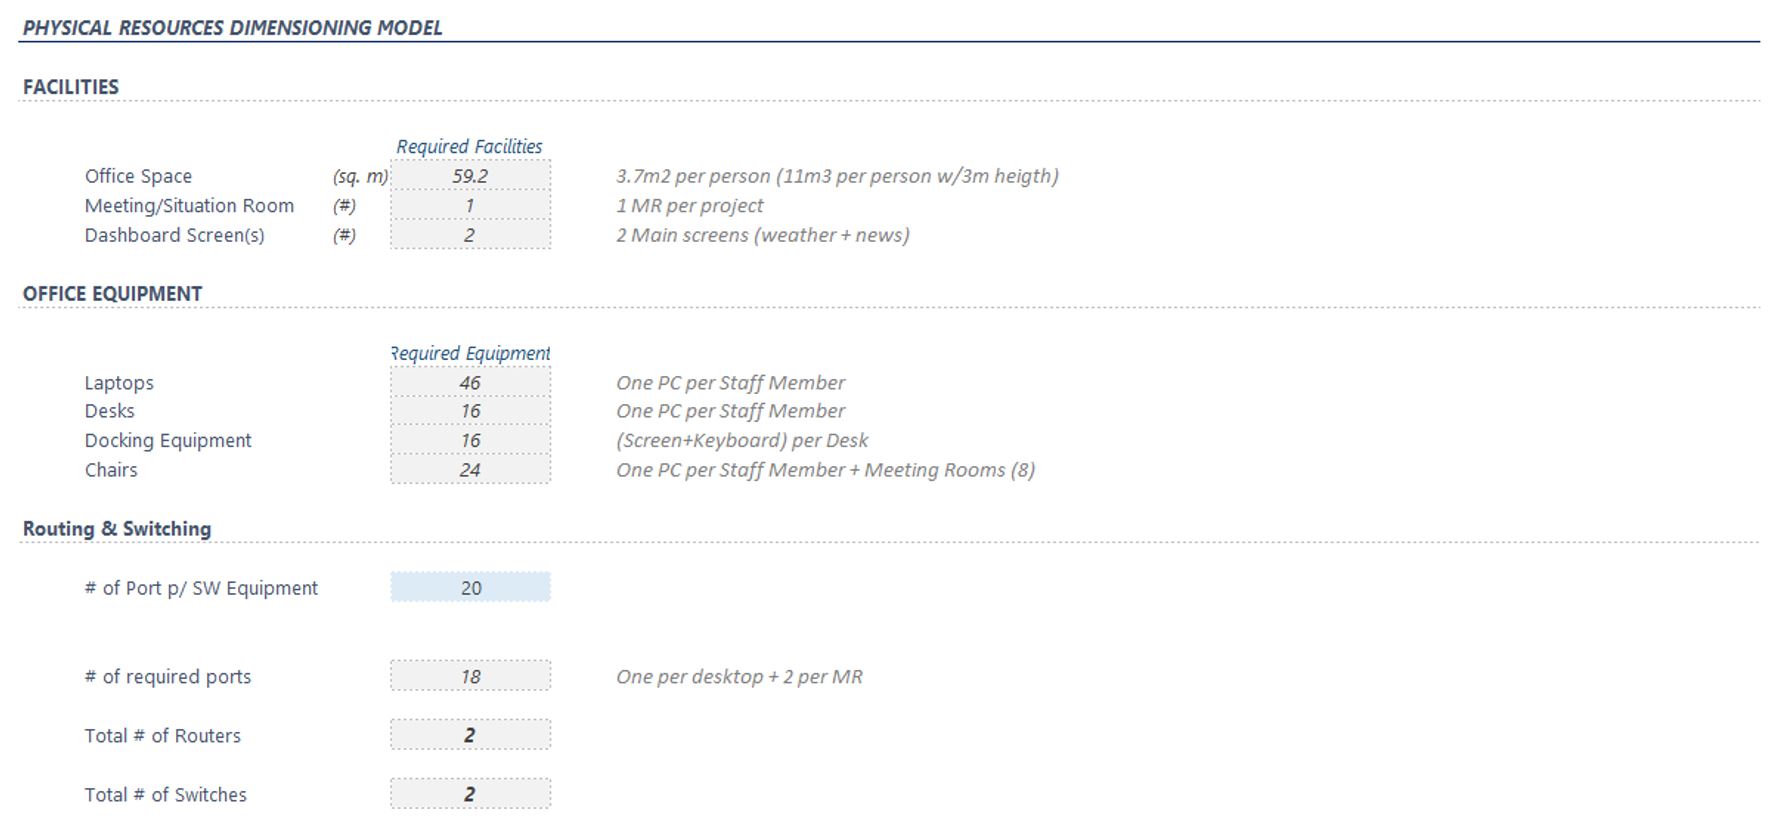 PHYSICAL RESOURCES DIMENSIONING MODEL
FACILITIES
Required Facilities
Office Space (sq. m) 59.2 3.7m2 per person (11m3 per person w/3m heigth)
Meeting/Situation Room (#) 1 1 MR per project
Dashboard Screen(s) (#) 2 2 Main screens (weather + news)
OFFICE EQUIPMENT
Required Equipment
Laptops 46 One PC per Staff Member
Desks 16 One PC per Staff Member
Docking Equipment 16 (Screen+Keyboard) per Desk
Chairs 24 One PC per Staff Member + Meeting Rooms (8)
Routing & Switching
# of Port p/ SW Equipment 20
# of required ports 18 One per desktop + 2 per MR
Total # of Routers 2
Total # of Switches 2